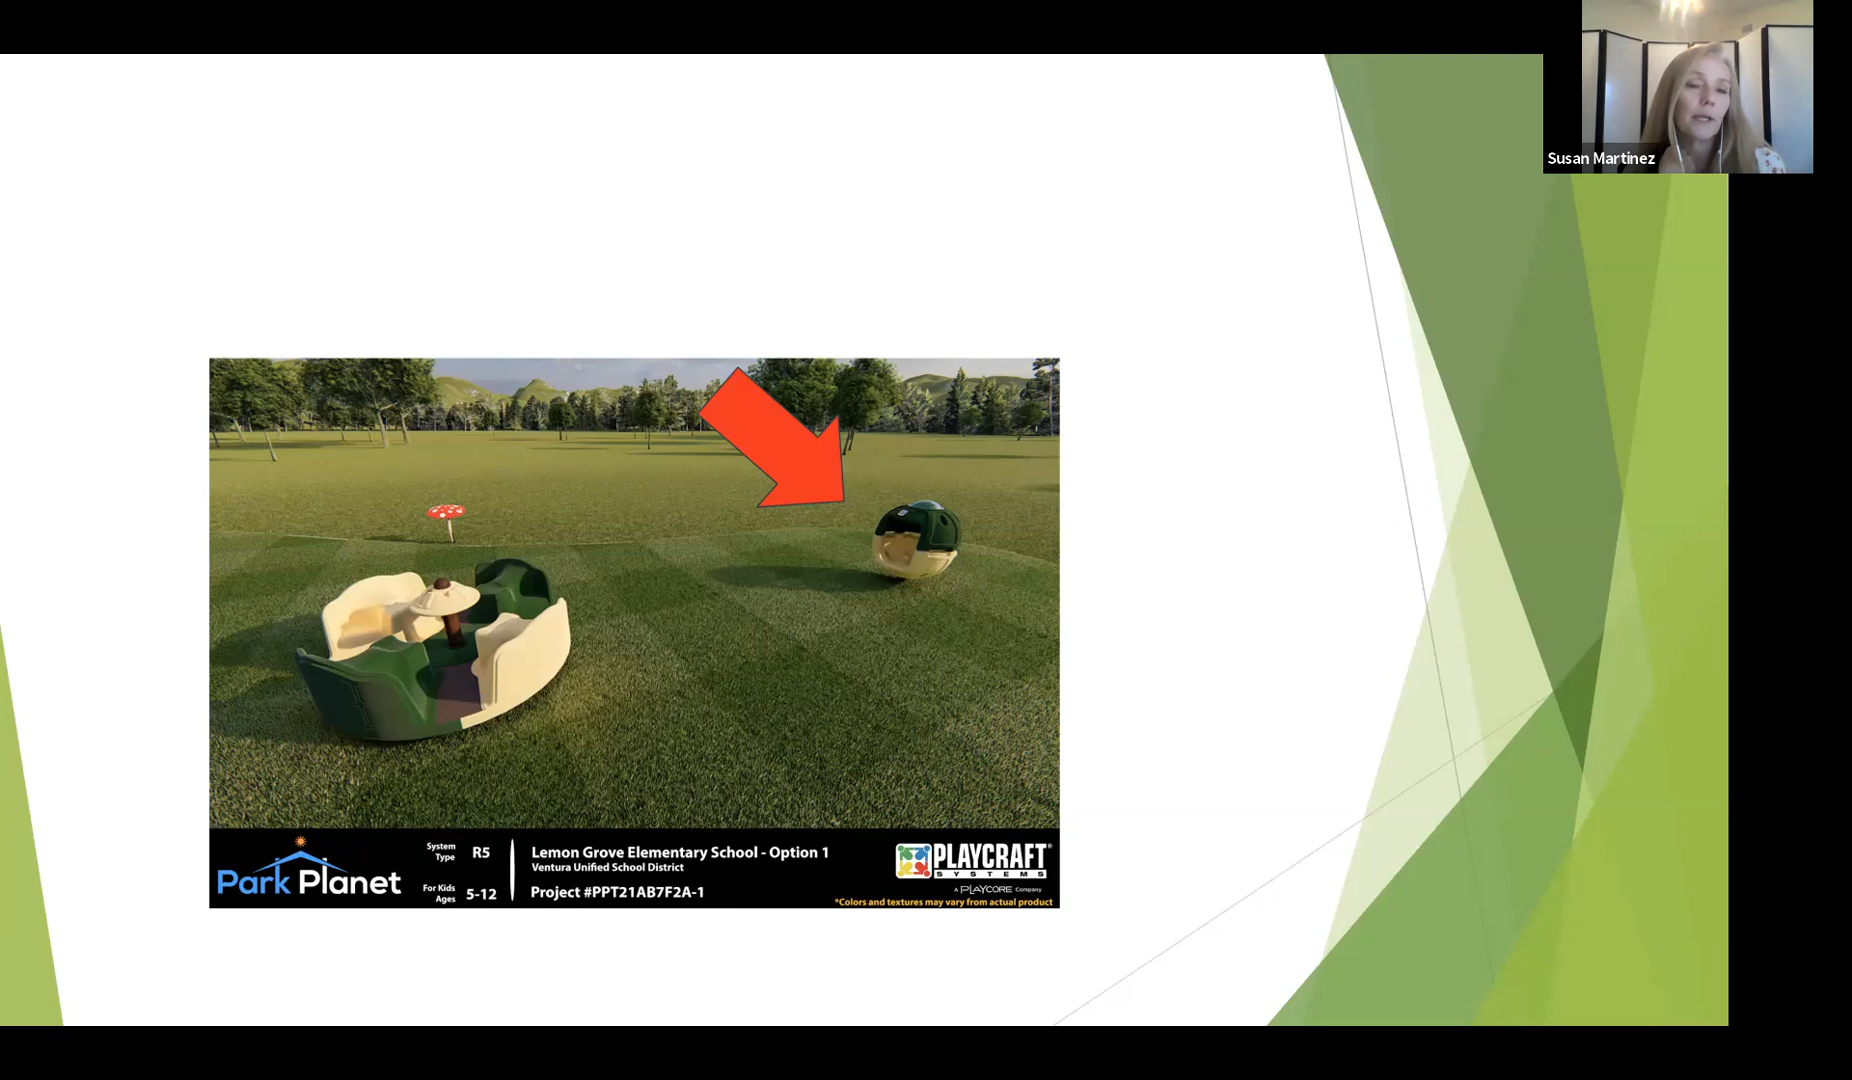 Susan Martinez
Park Planet
System
Type
R5
For Kids
Ages
5-12
Lemon Grove Elementary School - Option 1
Ventura Unified School District
Project #PPT21AB7F2A-1
PLAYCRAFT®
SYSTEMS
A PLAYCORE Company
*Colors and textures may vary from actual product